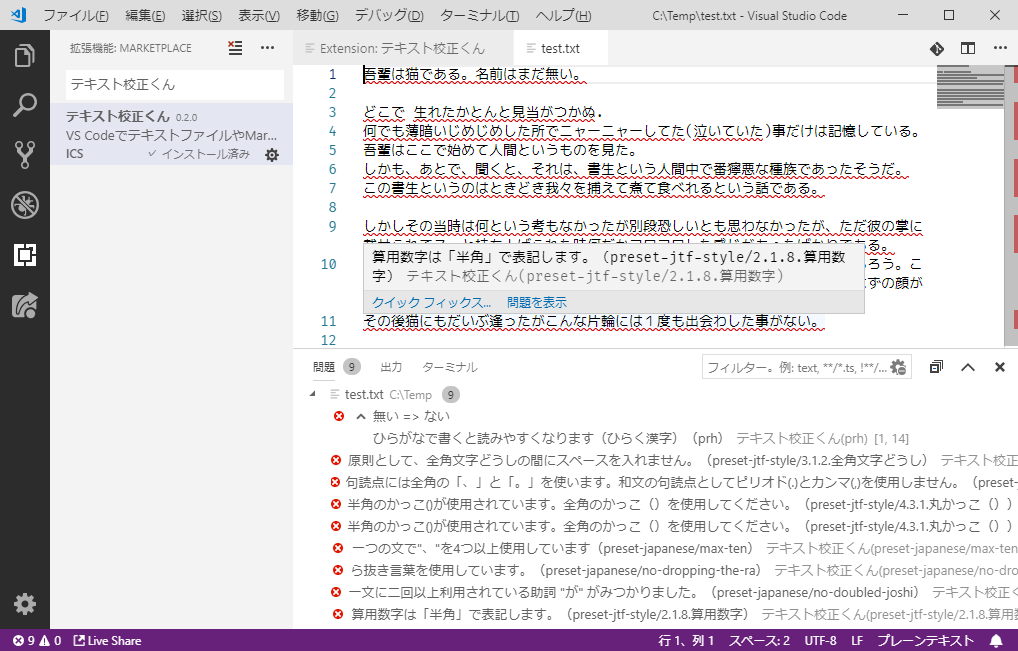 ファイル(F) 編集(E) 選択(S) 表示(V) 移動(G) デバッグ(D) ターミナル(T) ヘルプ(H) C:\Temp\test.txt - Visual Studio Code
拡張機能: MARKETPLACE
テキスト校正くん
テキスト校正くん 0.2.0
VS CodeでテキストファイルやMar...
ICS インストール済み
Extension: テキスト校正くん test.txt
1 吾輩は猫である。名前はまだ無い。
2
3 どこで 生れたかとんと見当がつかぬ.
4 何でも薄暗いじめじめした所でニャーニャーしてた(泣いていた)事だけは記憶している。
5 吾輩はここで始めて人間というものを見た。
6 しかも、あとで、聞くと、それは、書生という人間中で一番獰悪な種族であったそうだ。
7 この書生というのはときどき我々を捕えて煮て食べれるという話である。
8
9 しかしその当時は何という考もなかったが別段恐しいとも思わなかったが、ただ彼の掌に
算用数字は「半角」で表記します。 (preset-jtf-style/2.1.8.算用数
字) テキスト校正くん(preset-jtf-style/2.1.8.算用数字)
クイック フィックス... 問題を表示
10 ろう。こ
はずの顔が
11 その後猫にもだいぶ逢ったがこんな片輪には１度も出会わした事がない。
12
問題 9 出力 ターミナル フィルター。例: text, **/*.ts, !**/...
test.txt C:\Temp 9
無い => ない
ひらがなで書くと読みやすくなります（ひらく漢字） (prh) テキスト校正くん(prh) [1, 14]
原則として、全角文字どうしの間にスペースを入れません。 (preset-jtf-style/3.1.2.全角文字どうし) テキスト校正
句読点には全角の「、」と「。」を使います。和文の句読点としてピリオド(.)とカンマ(,)を使用しません。 (preset-j
半角のかっこ()が使用されています。全角のかっこ（）を使用してください。 (preset-jtf-style/4.3.1.丸かっこ（）)
半角のかっこ()が使用されています。全角のかっこ（）を使用してください。 (preset-jtf-style/4.3.1.丸かっこ（）)
一つの文で"、"を4つ以上使用しています (preset-japanese/max-ten) テキスト校正くん(preset-japanese/max-ten
ら抜き言葉を使用しています。 (preset-japanese/no-dropping-the-ra) テキスト校正くん(preset-japanese/no-dro
一文に二回以上利用されている助詞 "が" がみつかりました。 (preset-japanese/no-doubled-joshi) テキスト校正く
算用数字は「半角」で表記します。 (preset-jtf-style/2.1.8.算用数字) テキスト校正くん(preset-jtf-style/2.1.8.算用
9 0 Live Share 行 1、列 1 スペース: 2 UTF-8 LF プレーンテキスト